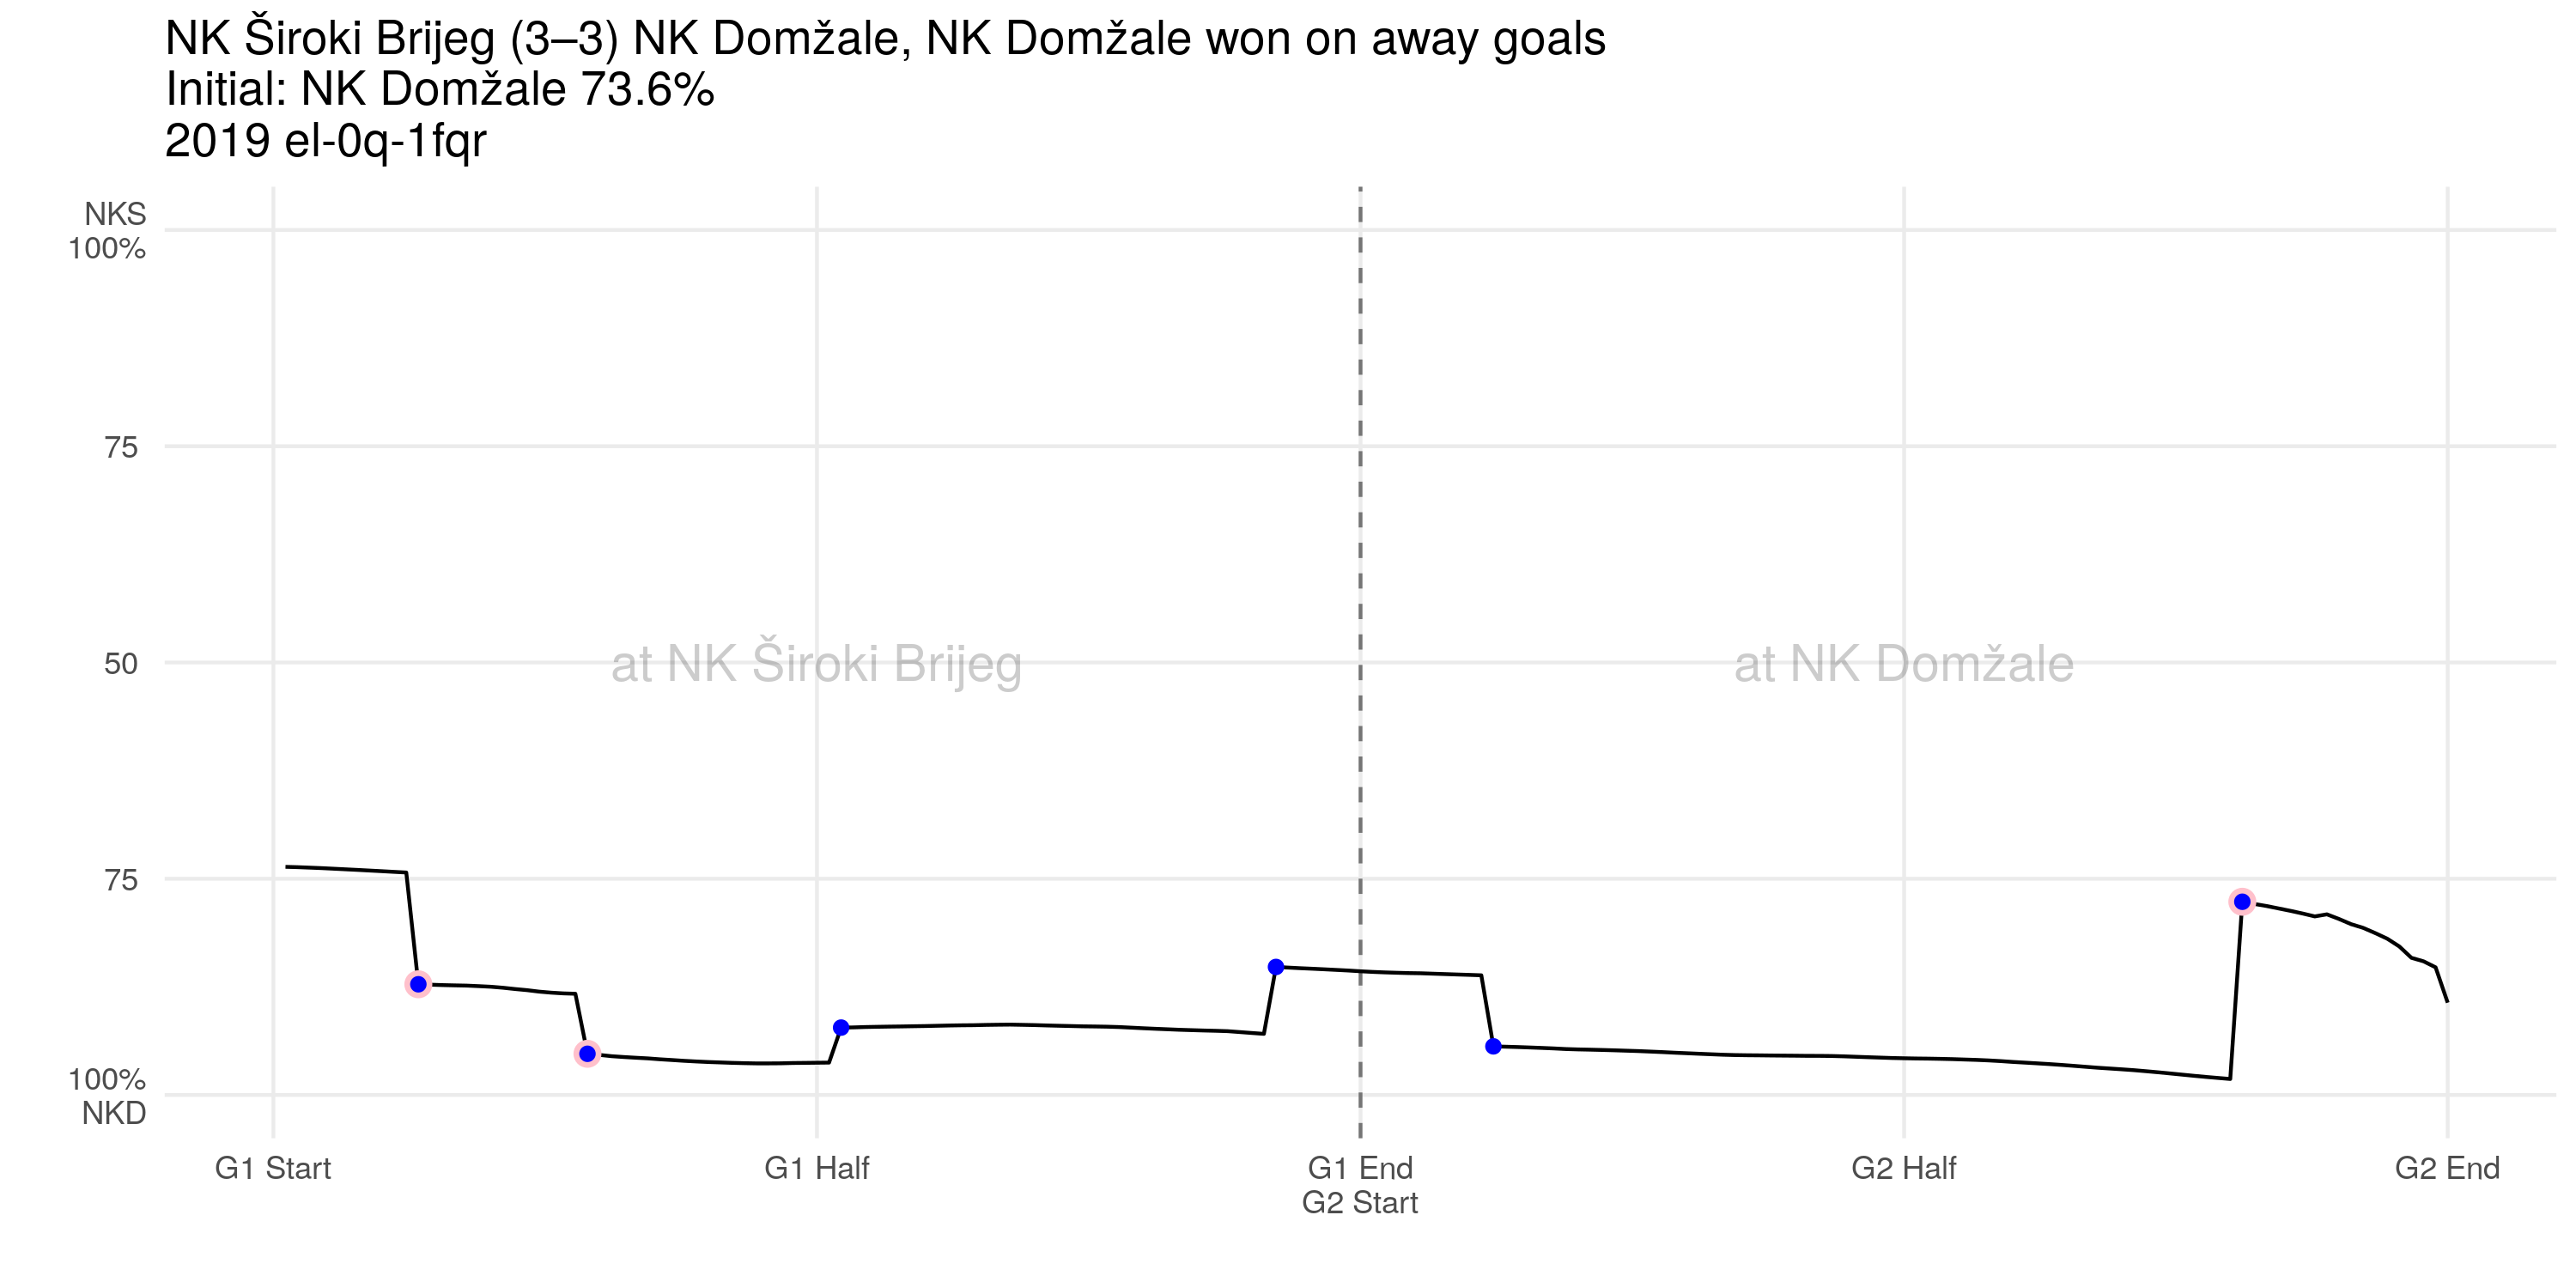 NK Široki Brijeg (3–3) NK Domžale, NK Domžale won on away goals
Initial: NK Domžale 73.6%
2019 el-0q-1fqr
NKS
100%
75
50
75
100%
NKD
at NK Široki Brijeg
at NK Domžale
G1 Start
G1 Half
G1 End
G2 Start
G2 Half
G2 End